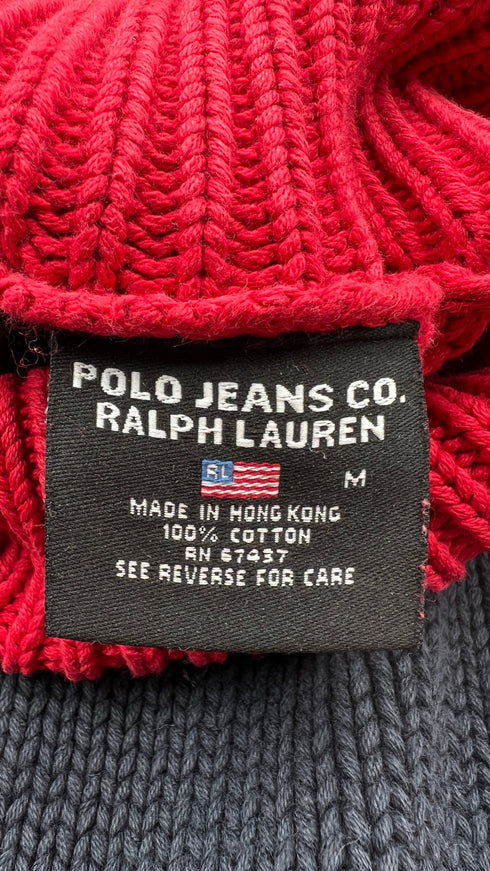 POLO JEANS CO.
RALPH LAUREN
RL
M
MADE IN HONG KONG
100% COTTON
RN 67437
SEE REVERSE FOR CARE